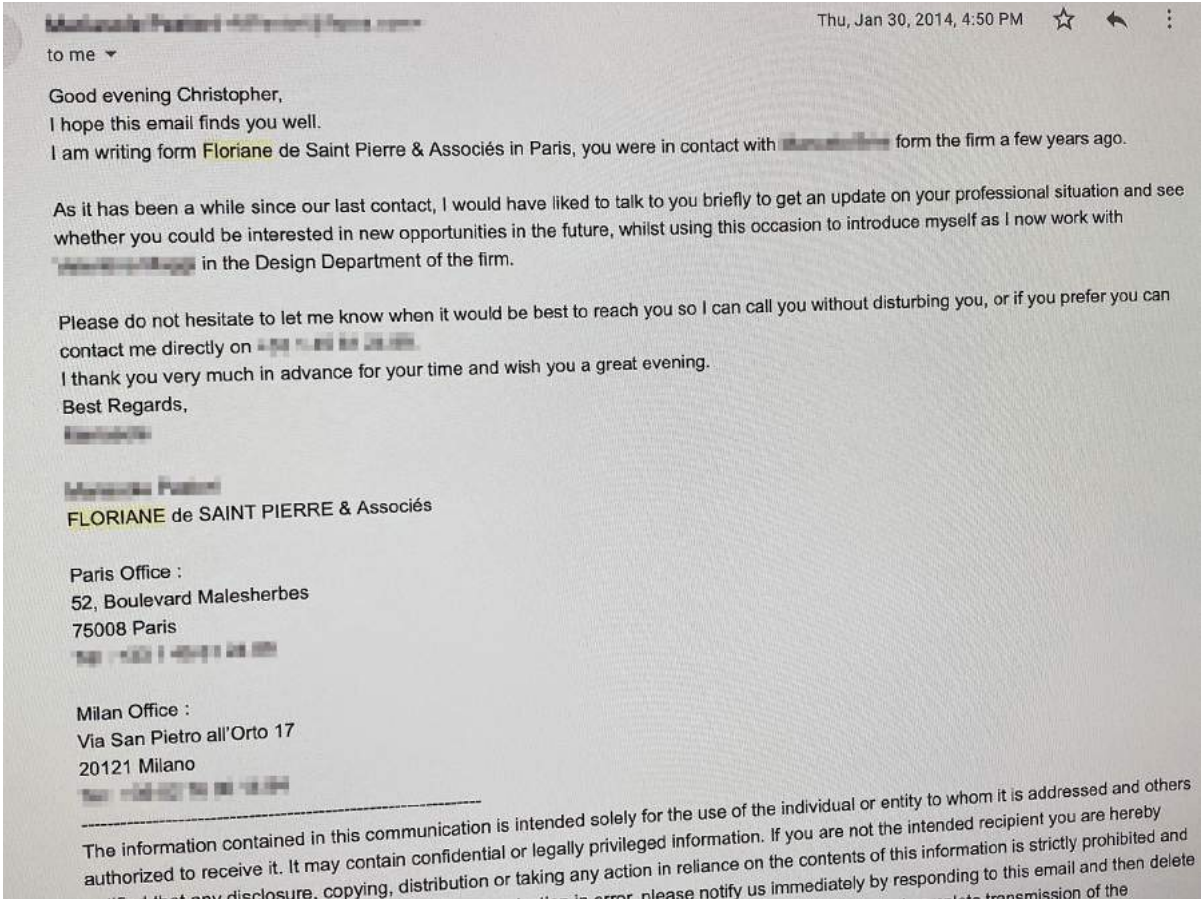 Thu, Jan 30, 2014, 4:50 PM
to me
Good evening Christopher,
I hope this email finds you well.
I am writing form Floriane de Saint Pierre & Associés in Paris, you were in contact with form the firm a few years ago.
As it has been a while since our last contact, I would have liked to talk to you briefly to get an update on your professional situation and see
whether you could be interested in new opportunities in the future, whilst using this occasion to introduce myself as I now work with
in the Design Department of the firm.
Please do not hesitate to let me know when it would be best to reach you so I can call you without disturbing you, or if you prefer you can
contact me directly on
I thank you very much in advance for your time and wish you a great evening.
Best Regards,
FLORIANE de SAINT PIERRE & Associés
Paris Office :
52, Boulevard Malesherbes
75008 Paris
Milan Office :
Via San Pietro all'Orto 17
20121 Milano
The information contained in this communication is intended solely for the use of the individual or entity to whom it is addressed and others
authorized to receive it. It may contain confidential or legally privileged information. If you are not the intended recipient you are hereby
that any disclosure, copying, distribution or taking any action in reliance on the contents of this information is strictly prohibited and
error, please notify us immediately by responding to this email and then delete
transmission of the